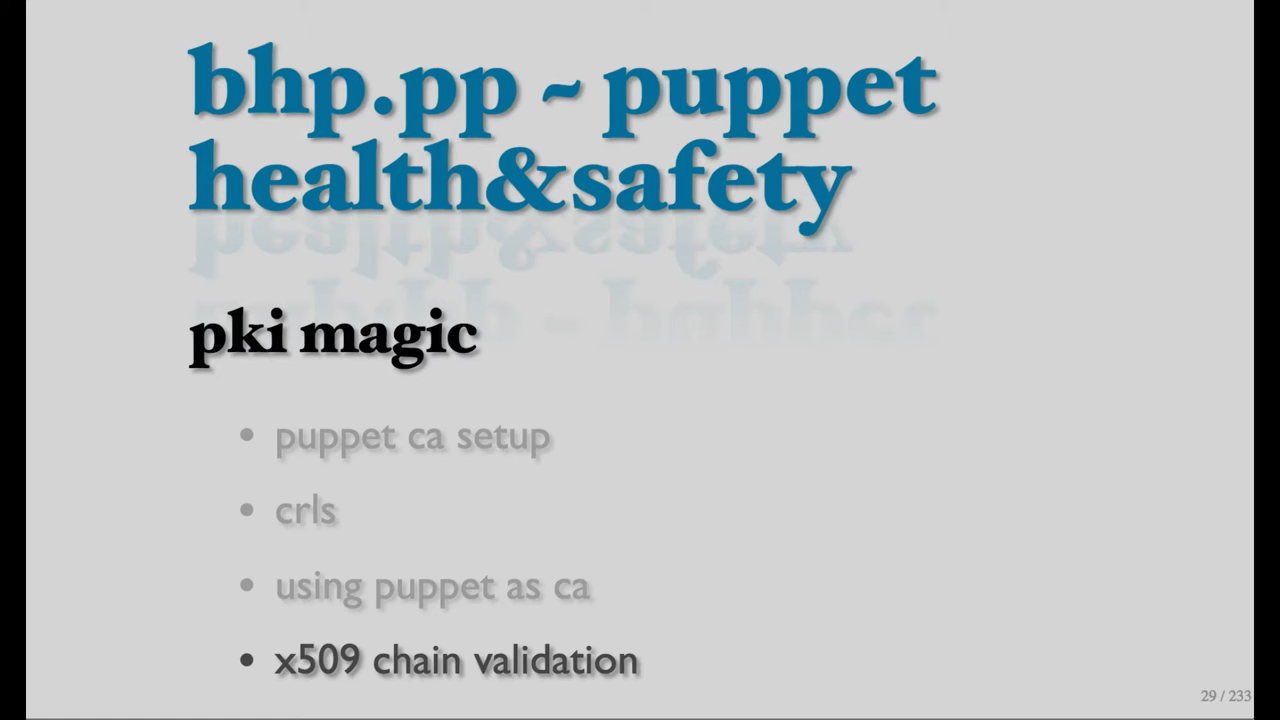 bhp.pp ~ puppet
health&safety
pki magic
• puppet ca setup
• crls
• using puppet as ca
• x509 chain validation
29 / 233